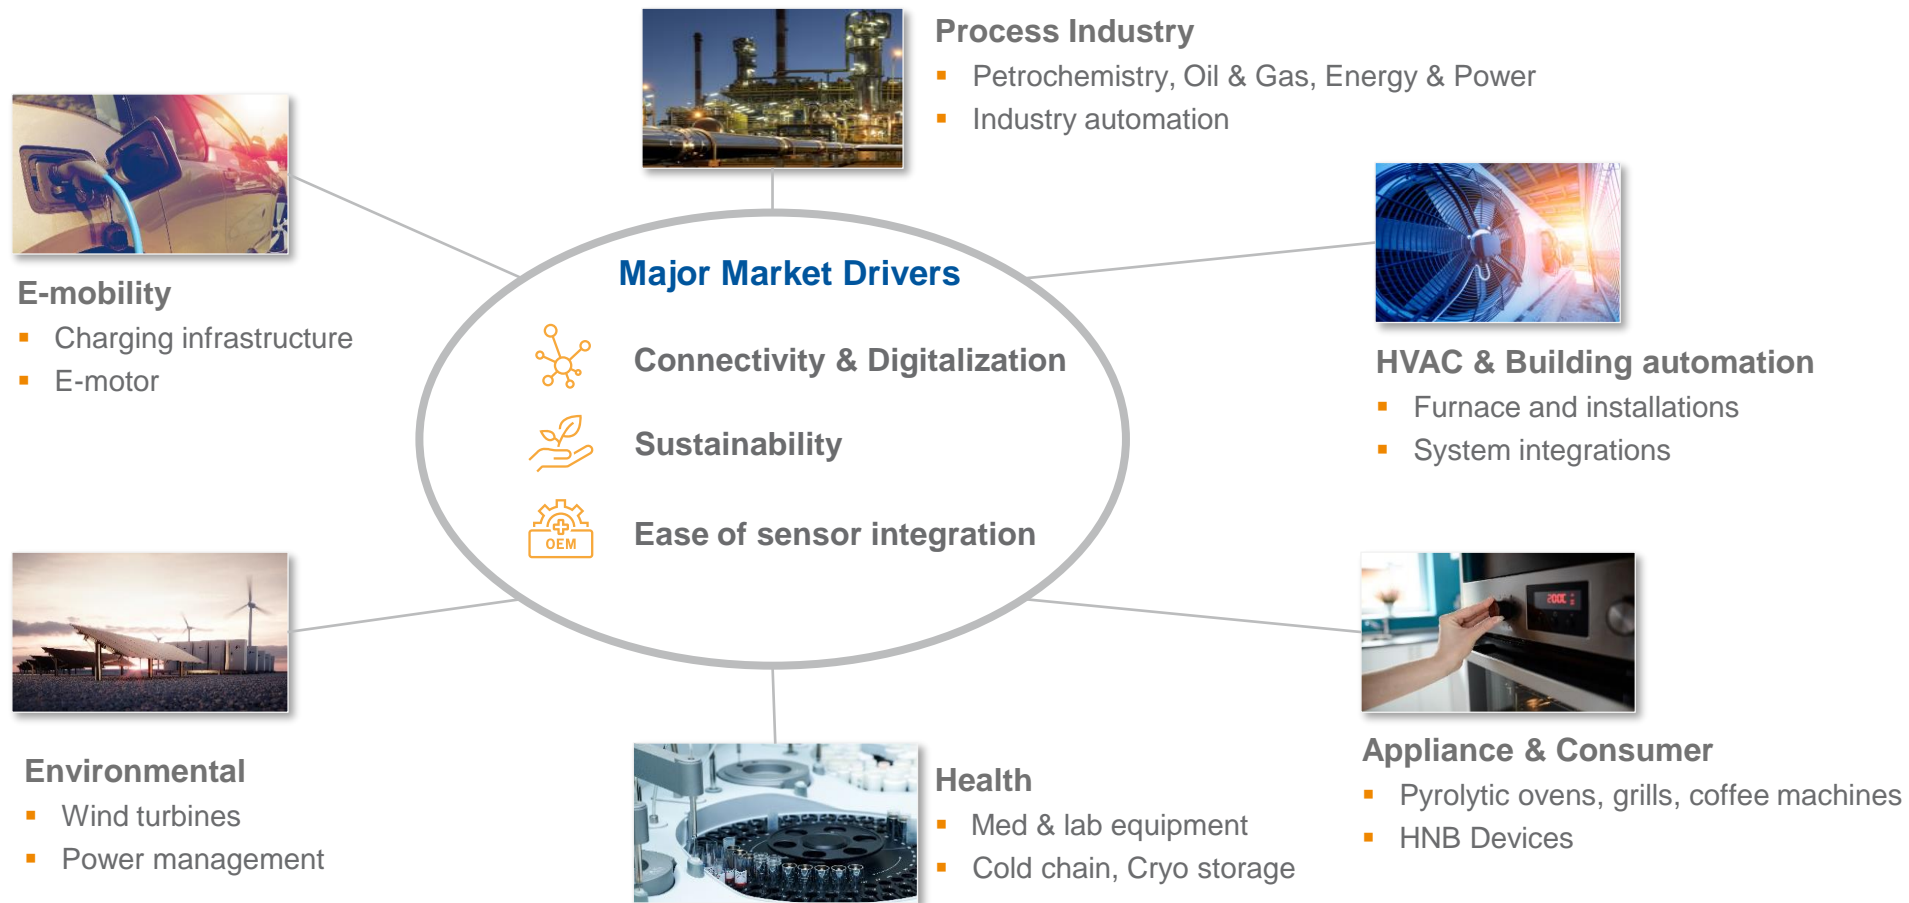 Process Industry
Petrochemistry, Oil & Gas, Energy & Power
Industry automation
E-mobility
Charging infrastructure
E-motor
Major Market Drivers
Connectivity & Digitalization
Sustainability
OEM
Ease of sensor integration
HVAC & Building automation
Furnace and installations
System integrations
Environmental
Wind turbines
Power management
Health
Med & lab equipment
Cold chain, Cryo storage
Appliance & Consumer
Pyrolytic ovens, grills, coffee machines
HNB Devices